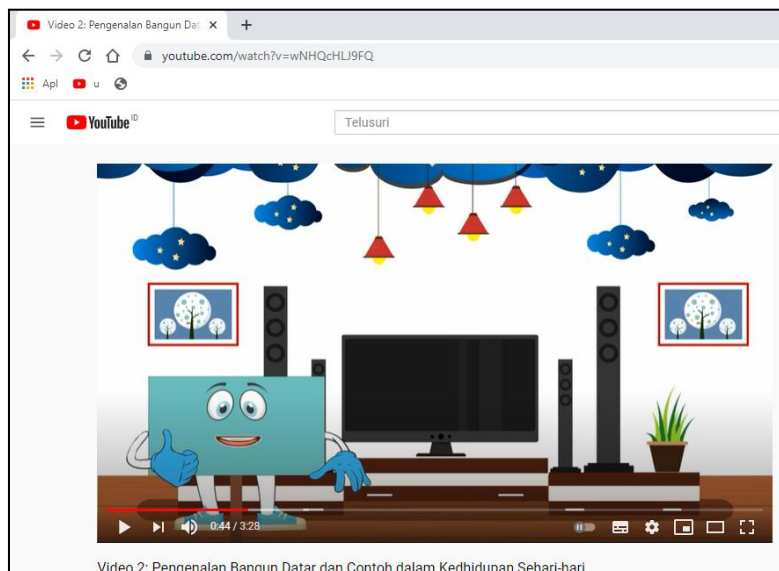 Video 2: Pengenalan Bangun Dat
youtube.com/watch?v=wNHQcHLJ9FQ
Apl u
YouTube ID
Telusuri
0:44 / 3:28
Video 2: Pengenalan Bangun Datar dan Contoh dalam Kedhidupan Sehari-hari